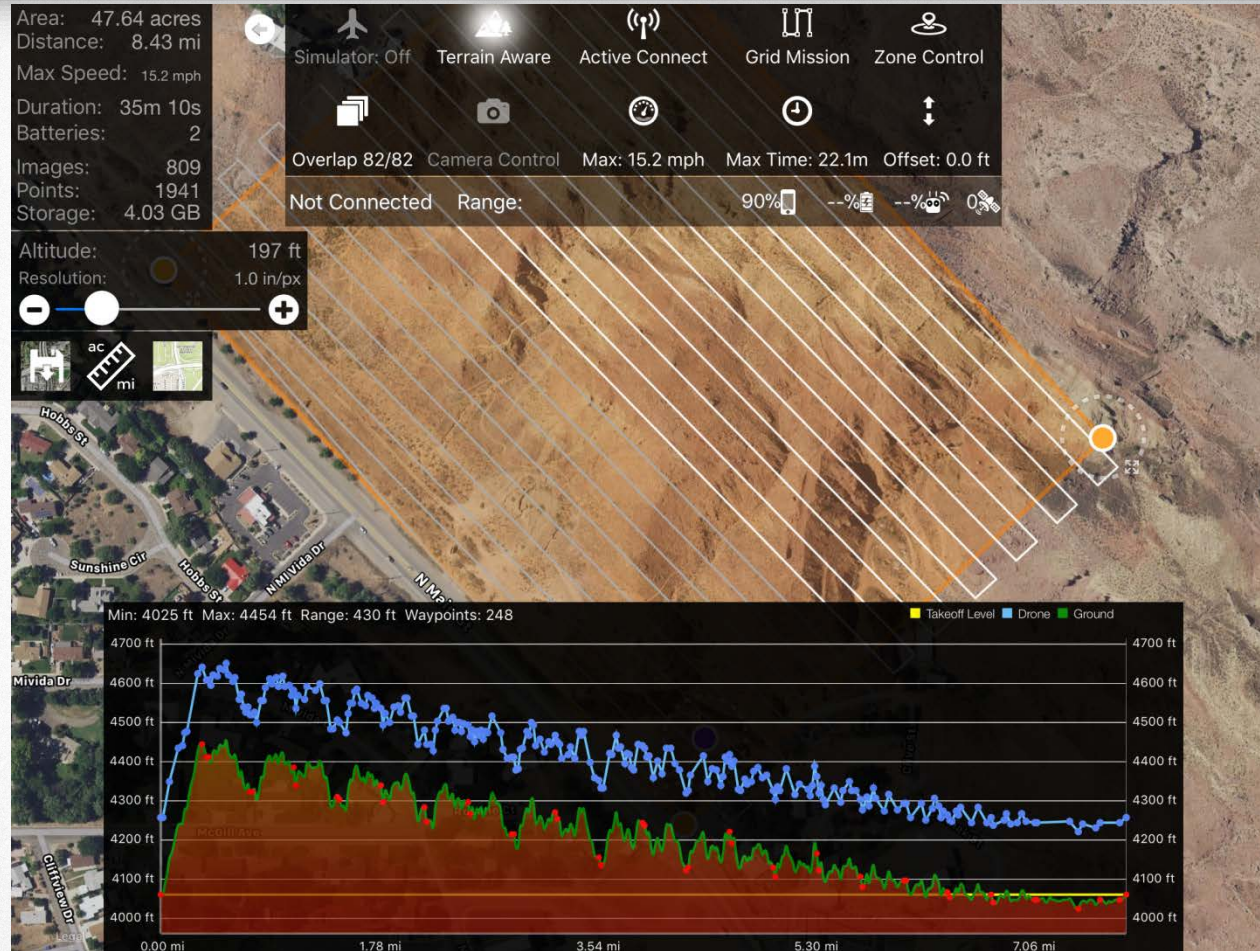 Area: 47.64 acres
Distance: 8.43 mi
Max Speed: 15.2 mph
Duration: 35m 10s
Batteries: 2
Images: 809
Points: 1941
Storage: 4.03 GB
Simulator: Off Terrain Aware Active Connect Grid Mission Zone Control
Overlap 82/82 Camera Control Max: 15.2 mph Max Time: 22.1m Offset: 0.0 ft
Not Connected Range: 90% --% --% 0%
Altitude: 197 ft
Resolution: 1.0 in/px
ac
mi
Hobbs St
Sunshine Cir
Hobbs St
N MI Vida Dr
N Ma
Mivida Dr
McGill Ave
Cliffview Dr
Legal
Min: 4025 ft Max: 4454 ft Range: 430 ft Waypoints: 248
Takeoff Level Drone Ground
4700 ft 4700 ft
4600 ft 4600 ft
4500 ft 4500 ft
4400 ft 4400 ft
4300 ft 4300 ft
4200 ft 4200 ft
4100 ft 4100 ft
4000 ft 4000 ft
0.00 mi 1.78 mi 3.54 mi 5.30 mi 7.06 mi